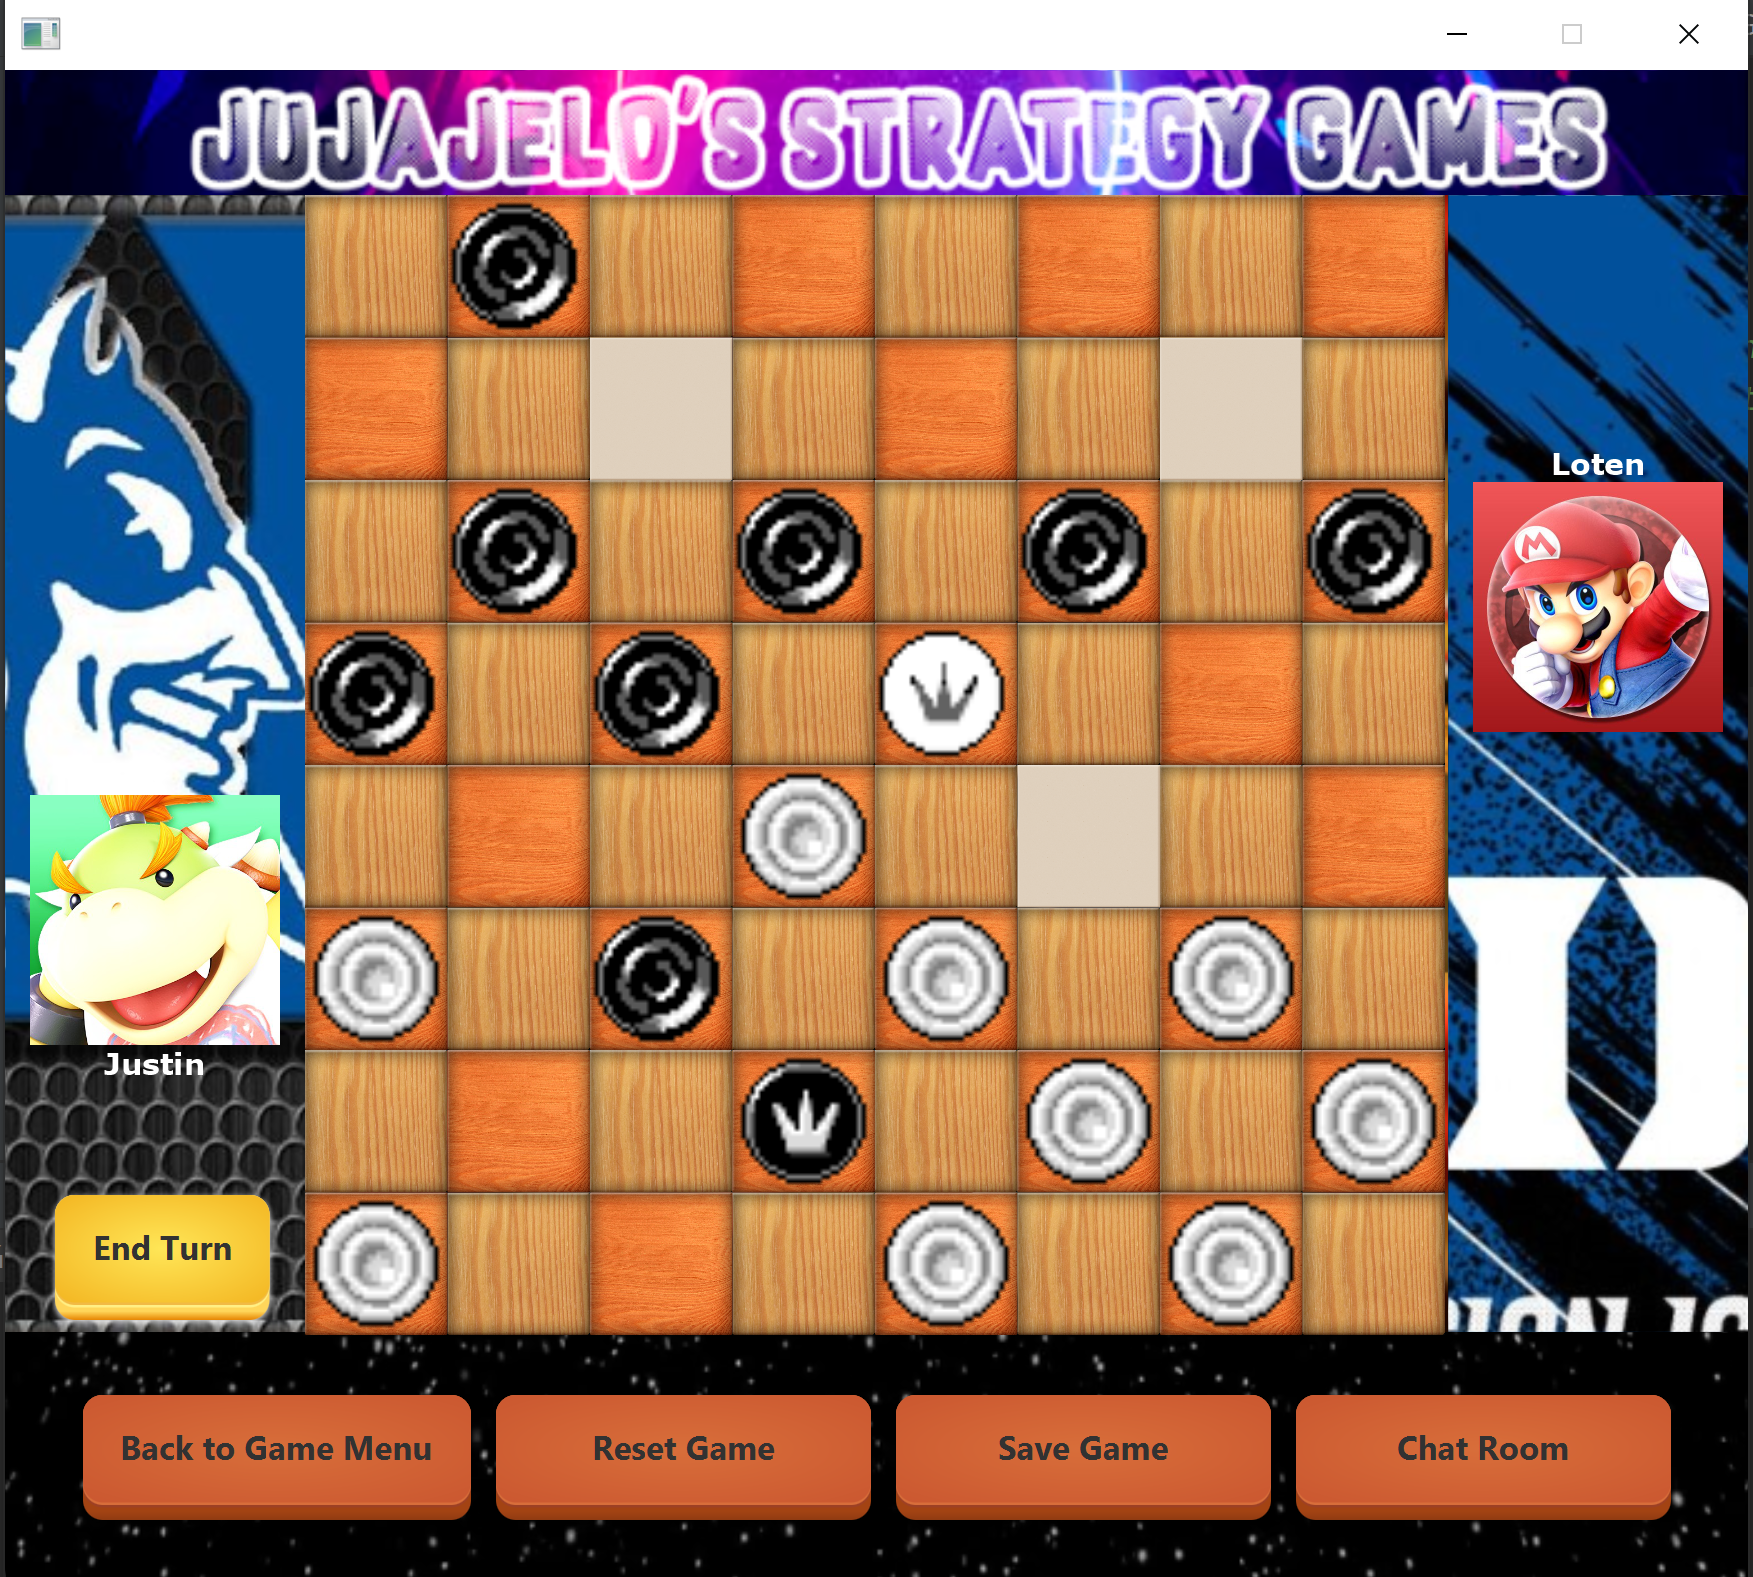 JUJAJELO'S STRATEGY GAMES
Loten
M
Justin
End Turn
Back to Game Menu
Reset Game
Save Game
Chat Room